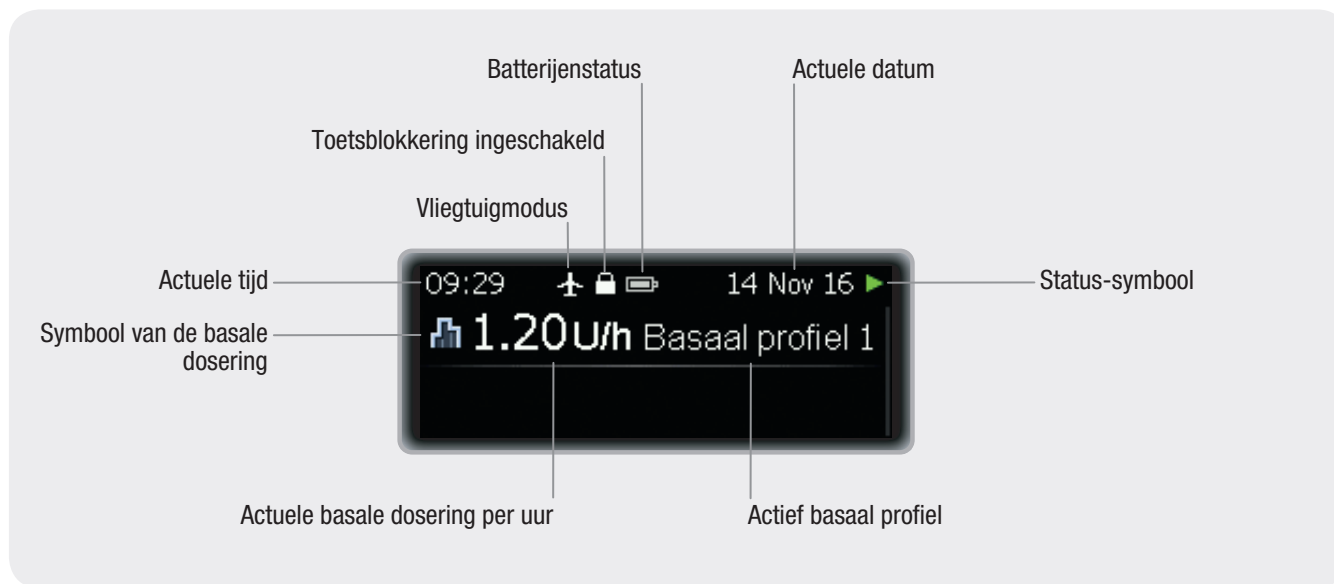 Batterijenstatus
Actuele datum
Toetsblokkering ingeschakeld
Vliegtuigmodus
Actuele tijd
09:29
14 Nov 16
Status-symbool
Symbool van de basale
dosering
1.20 U/h Basaal profiel 1
Actuele basale dosering per uur
Actief basaal profiel